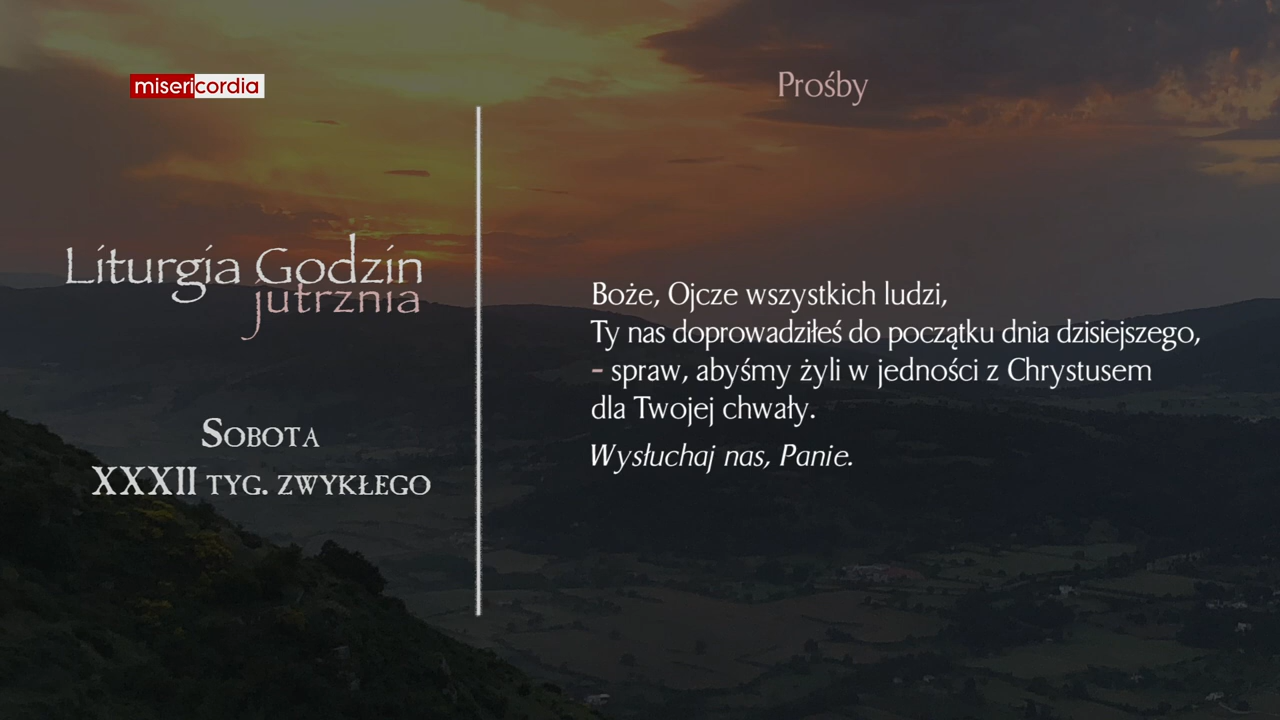 misericordia
Liturgia Godzin
jutrznia
Sobota
XXXII tyg. zwykłego
Prośby
Boże, Ojcze wszystkich ludzi,
Ty nas doprowadziłeś do początku dnia dzisiejszego,
- spraw, abyśmy żyli w jedności z Chrystusem
dla Twojej chwały.
Wysłuchaj nas, Panie.